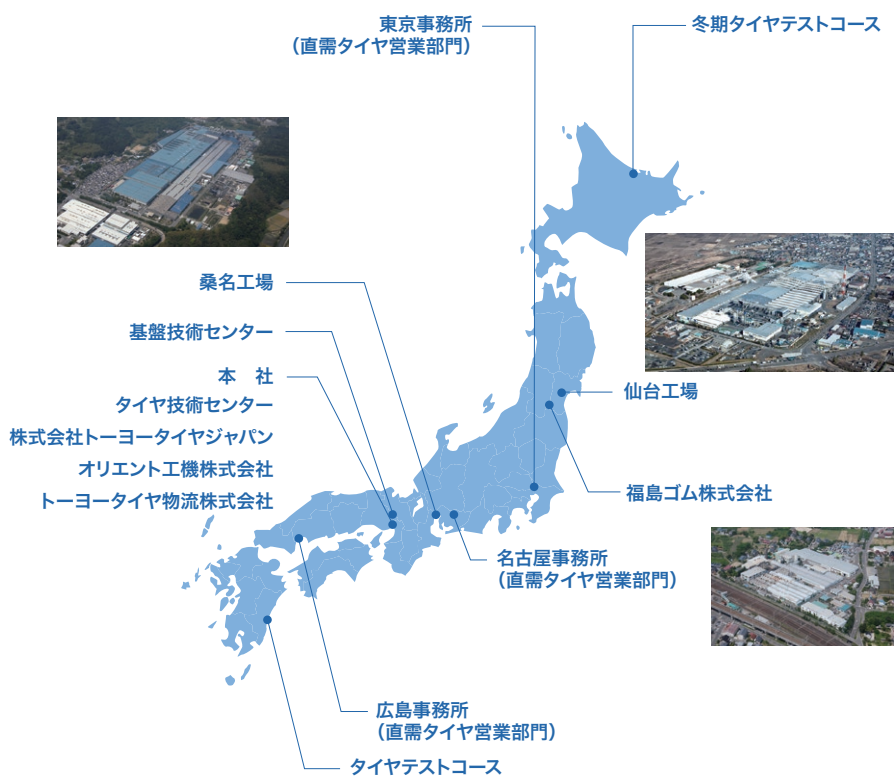 東京事務所
（直需タイヤ営業部門）
冬期タイヤテストコース
桑名工場
基盤技術センター
本　社
タイヤ技術センター
株式会社トーヨータイヤジャパン
オリエント工機株式会社
トーヨータイヤ物流株式会社
仙台工場
福島ゴム株式会社
名古屋事務所
（直需タイヤ営業部門）
広島事務所
（直需タイヤ営業部門）
タイヤテストコース